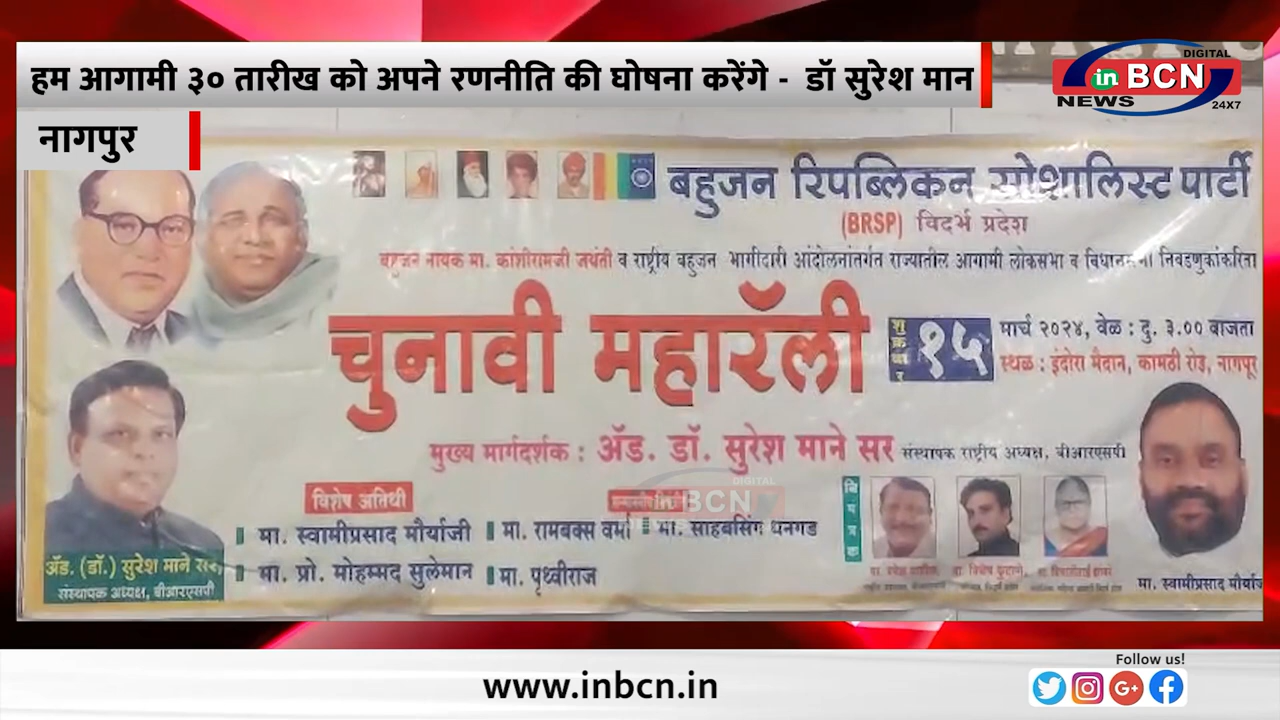 हम आगामी ३० तारीख को अपने रणनीति की घोषना करेंगे - डॉ सुरेश मान
नागपुर
DIGITAL
in BCN
NEWS 24X7
बहुजन रिपब्लिकन सोशालिस्ट पार्टी
(BRSP) विदर्भ प्रदेश
बहुजन नायक मा. कांशीरामजी जयंती व राष्ट्रीय बहुजन भागीदारी आंदोलनांतर्गत राज्यातील आगामी लोकसभा व विधानसभा निवडणुकांकरिता
चुनावी महारॅली
शुक्रवार १५ मार्च २०२४, वेळ : दु. ३.०० वाजता
स्थळ : इंदोरा मैदान, कामठी रोड, नागपूर
मुख्य मार्गदर्शक : अ‍ॅड. डॉ. सुरेश माने सर संस्थापक राष्ट्रीय अध्यक्ष, बीआरएसपी
विशेष अतिथी
मा. स्वामीप्रसाद मौर्याजी
मा. रामबक्स वर्मा
मा. साहबसिंग धनगड
मा. प्रो. मोहम्मद सुलेमान
मा. पृथ्वीराज
DIGITAL
in BCN
अ‍ॅड. (डॉ.) सुरेश माने सर
संस्थापक अध्यक्ष, बीआरएसपी
मा. स्वामीप्रसाद मौर्याज
Follow us!
www.inbcn.in